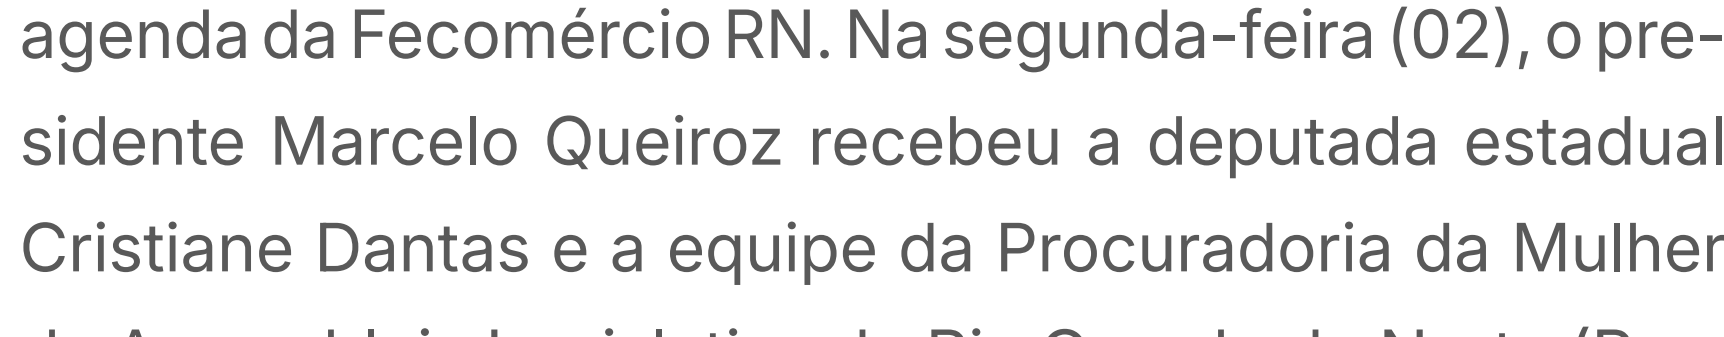 agenda da Fecomércio RN. Na segunda-feira (02), o pre-
sidente Marcelo Queiroz recebeu a deputada estadual
Cristiane Dantas e a equipe da Procuradoria da Mulher